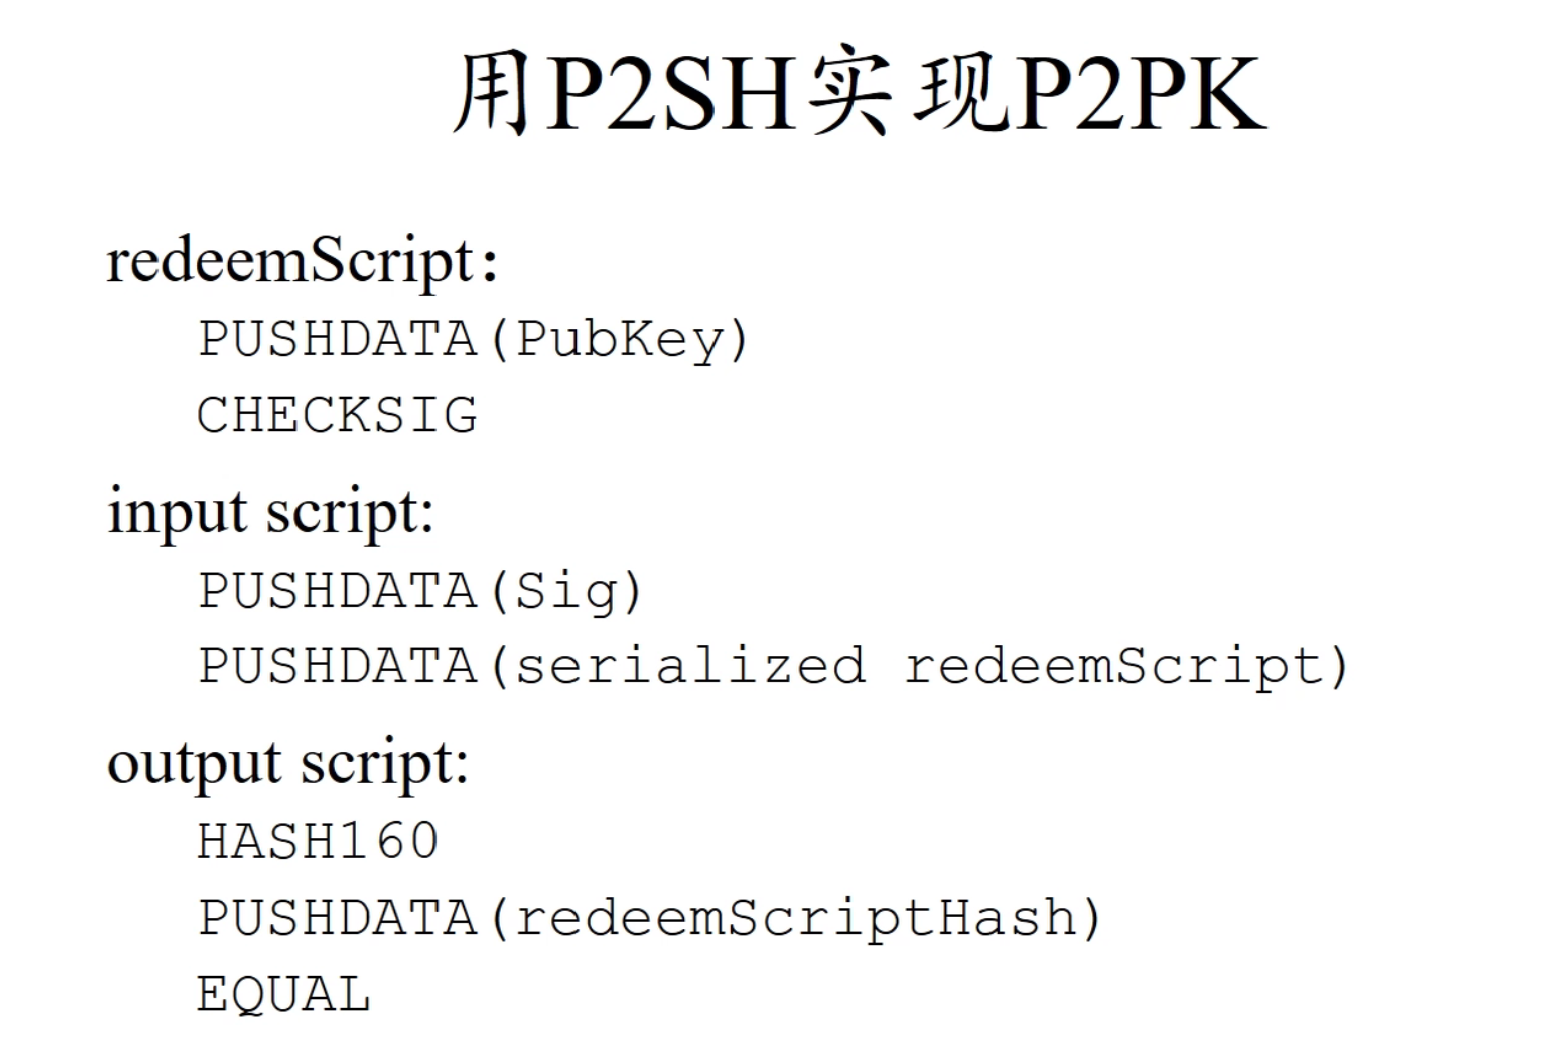 用P2SH实现P2PK
redeemScript:
PUSHDATA(PubKey)
CHECKSIG
input script:
PUSHDATA(Sig)
PUSHDATA(serialized redeemScript)
output script:
HASH160
PUSHDATA(redeemScriptHash)
EQUAL